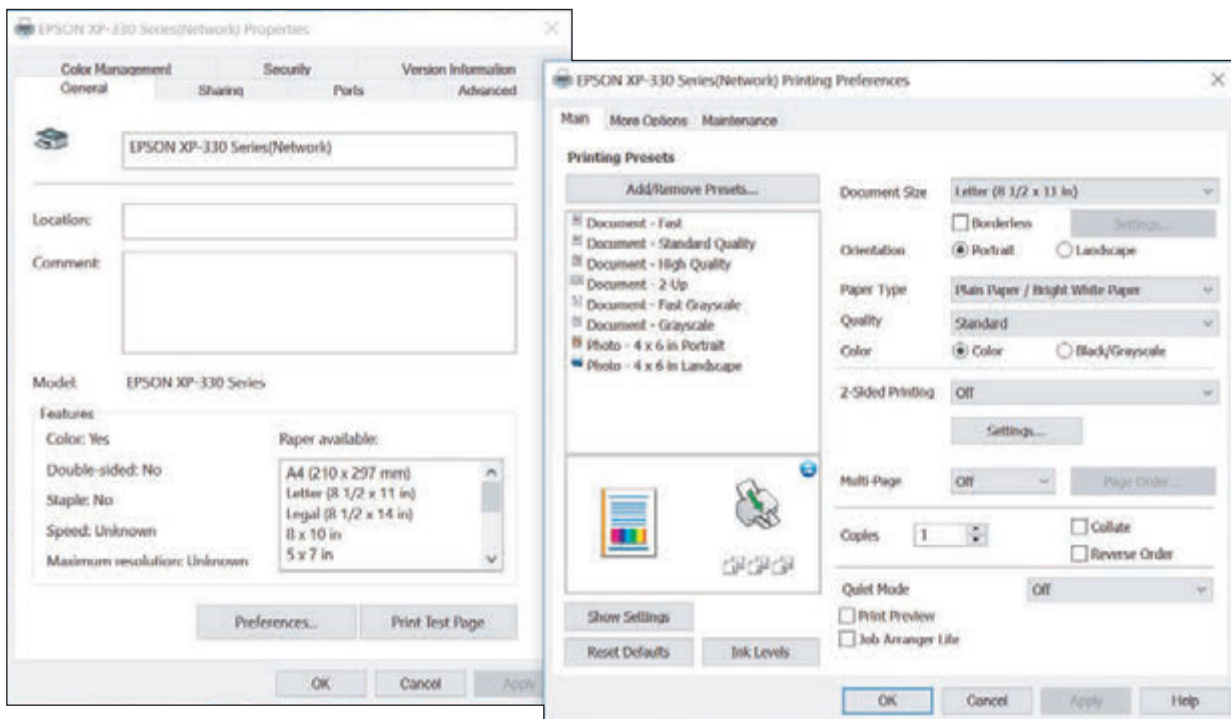 EPSON XP-330 Series(Network) Properties
Color Management Security Version Information
General Sharing Ports Advanced
EPSON XP-330 Series(Network)
Location:
Comment:
Model: EPSON XP-330 Series
Features
Color: Yes
Double-sided: No
Staple: No
Speed: Unknown
Maximum resolution: Unknown
Paper available:
A4 (210 x 297 mm)
Letter (8 1/2 x 11 in)
Legal (8 1/2 x 14 in)
8 x 10 in
5 x 7 in
Preferences... Print Test Page
OK Cancel Apply
EPSON XP-330 Series(Network) Printing Preferences
Main More Options Maintenance
Printing Presets
Add/Remove Presets...
Document - Fast
Document - Standard Quality
Document - High Quality
Document - 2-Up
Document - Fast Grayscale
Document - Grayscale
Photo - 4 x 6 in Portrait
Photo - 4 x 6 in Landscape
Show Settings
Reset Defaults Ink Levels
Document Size Letter (8 1/2 x 11 in)
Borderless Settings...
Orientation Portrait Landscape
Paper Type Plain Paper / Bright White Paper
Quality Standard
Color Color Black/Grayscale
2-Sided Printing Off
Settings...
Multi-Page Off Page Order...
Copies 1 Collate
Reverse Order
Quiet Mode Off
Print Preview
Job Arranger Lite
OK Cancel Apply Help